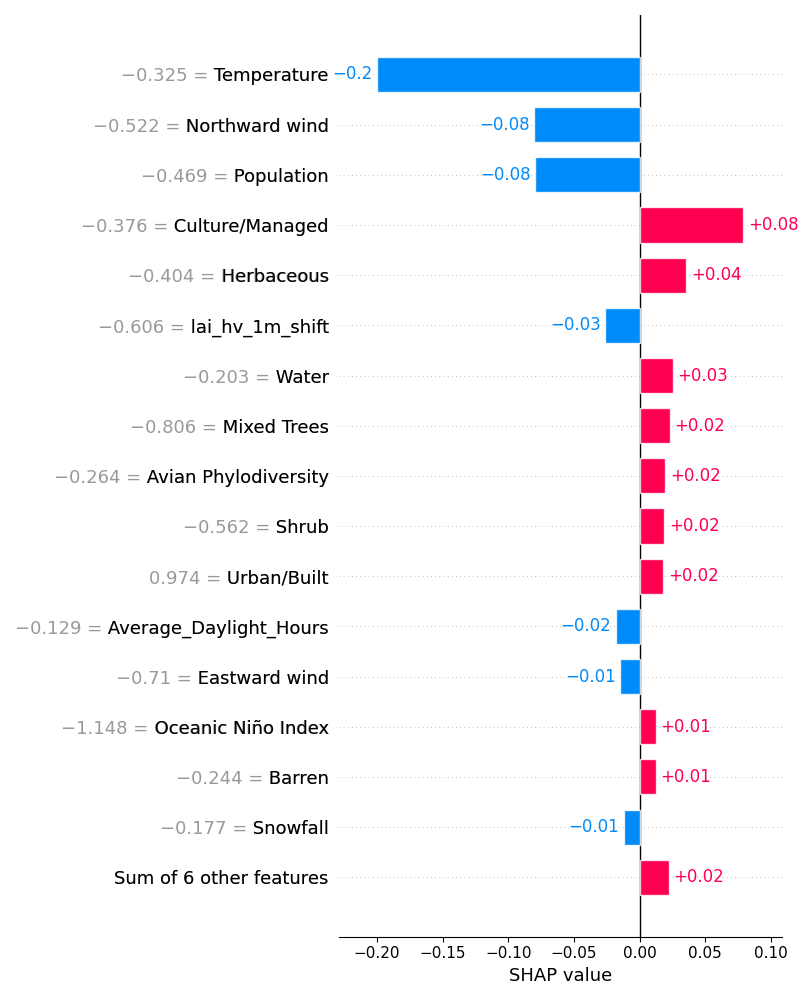 −0.325 = Temperature −0.2
−0.522 = Northward wind −0.08
−0.469 = Population −0.08
−0.376 = Culture/Managed +0.08
−0.404 = Herbaceous +0.04
−0.606 = lai_hv_1m_shift −0.03
−0.203 = Water +0.03
−0.806 = Mixed Trees +0.02
−0.264 = Avian Phylodiversity +0.02
−0.562 = Shrub +0.02
0.974 = Urban/Built +0.02
−0.129 = Average_Daylight_Hours −0.02
−0.71 = Eastward wind −0.01
−1.148 = Oceanic Niño Index +0.01
−0.244 = Barren +0.01
−0.177 = Snowfall −0.01
Sum of 6 other features +0.02
−0.20 −0.15 −0.10 −0.05 0.00 0.05 0.10
SHAP value